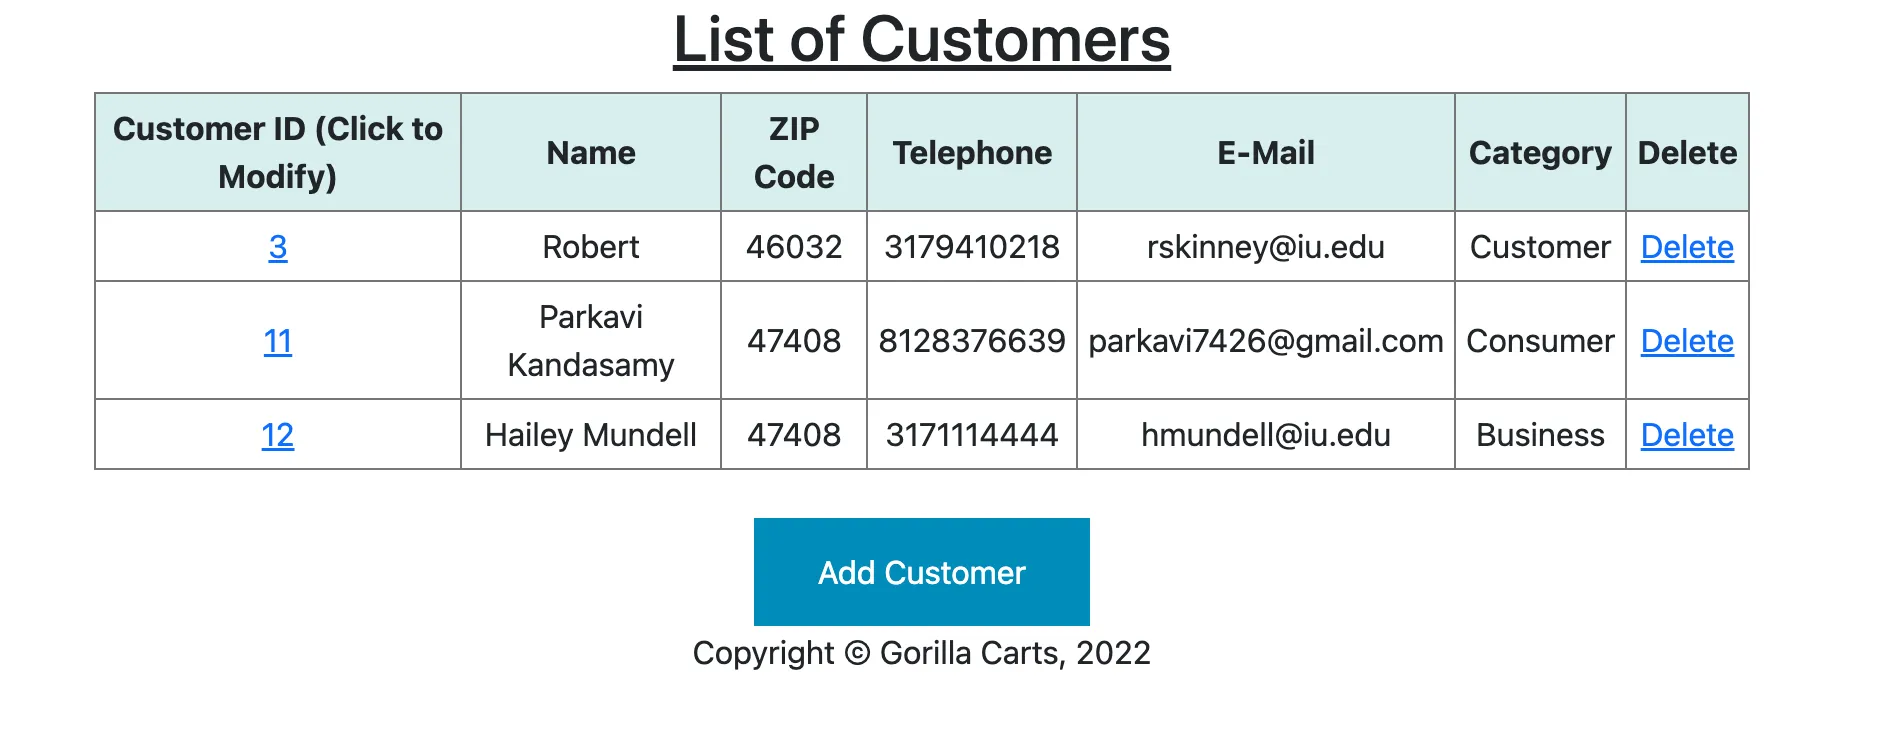 List of Customers
Customer ID (Click to Modify) Name ZIP Code Telephone E-Mail Category Delete
3 Robert 46032 3179410218 rskinney@iu.edu Customer Delete
11 Parkavi Kandasamy 47408 8128376639 parkavi7426@gmail.com Consumer Delete
12 Hailey Mundell 47408 3171114444 hmundell@iu.edu Business Delete
Add Customer
Copyright © Gorilla Carts, 2022